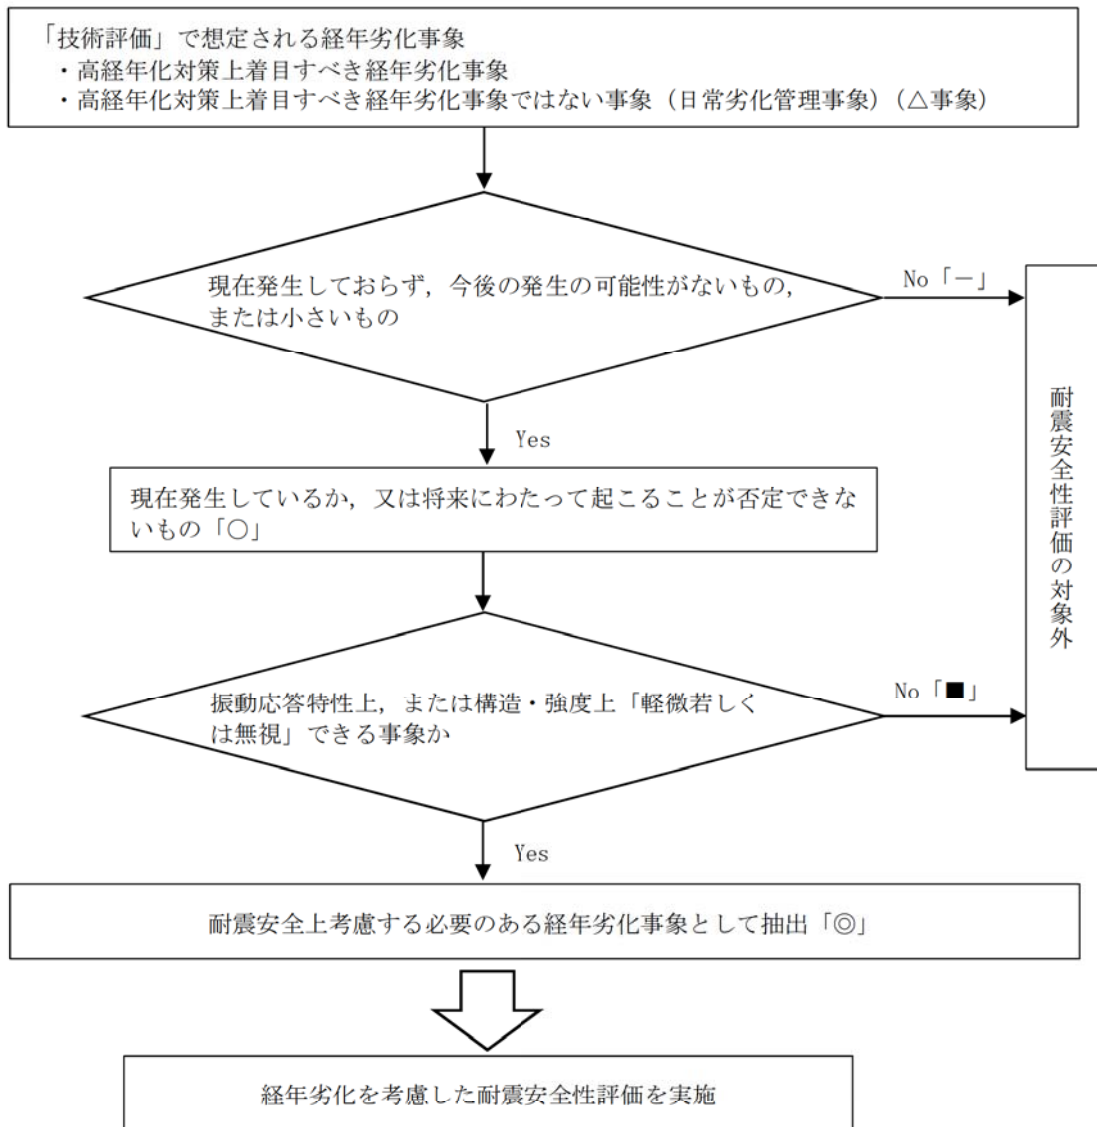 「技術評価」で想定される経年劣化事象
・高経年化対策上着目すべき経年劣化事象
・高経年化対策上着目すべき経年劣化事象ではない事象（日常劣化管理事象）（△事象）
現在発生しておらず，今後の発生の可能性がないもの，
または小さいもの
No「－」
Yes
現在発生しているか，又は将来にわたって起こることが否定できな
いもの「○」
振動応答特性上，または構造・強度上「軽微若しく
は無視」できる事象か
No「■」
Yes
耐震安全性評価の対象外
耐震安全上考慮する必要のある経年劣化事象として抽出「◎」
経年劣化を考慮した耐震安全性評価を実施